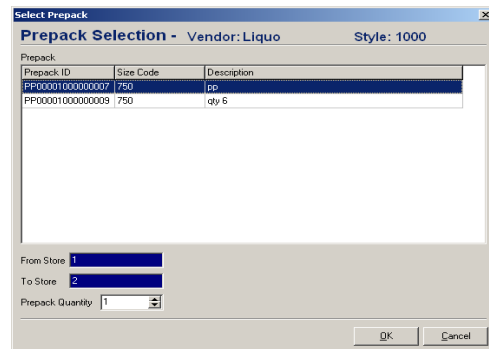 Select Prepack
Prepack Selection - Vendor: Liquo Style: 1000
Prepack
Prepack ID Size Code Description
PP00001000000007 750 pp
PP00001000000009 750 qty 6
From Store 1
To Store 2
Prepack Quantity 1
OK Cancel